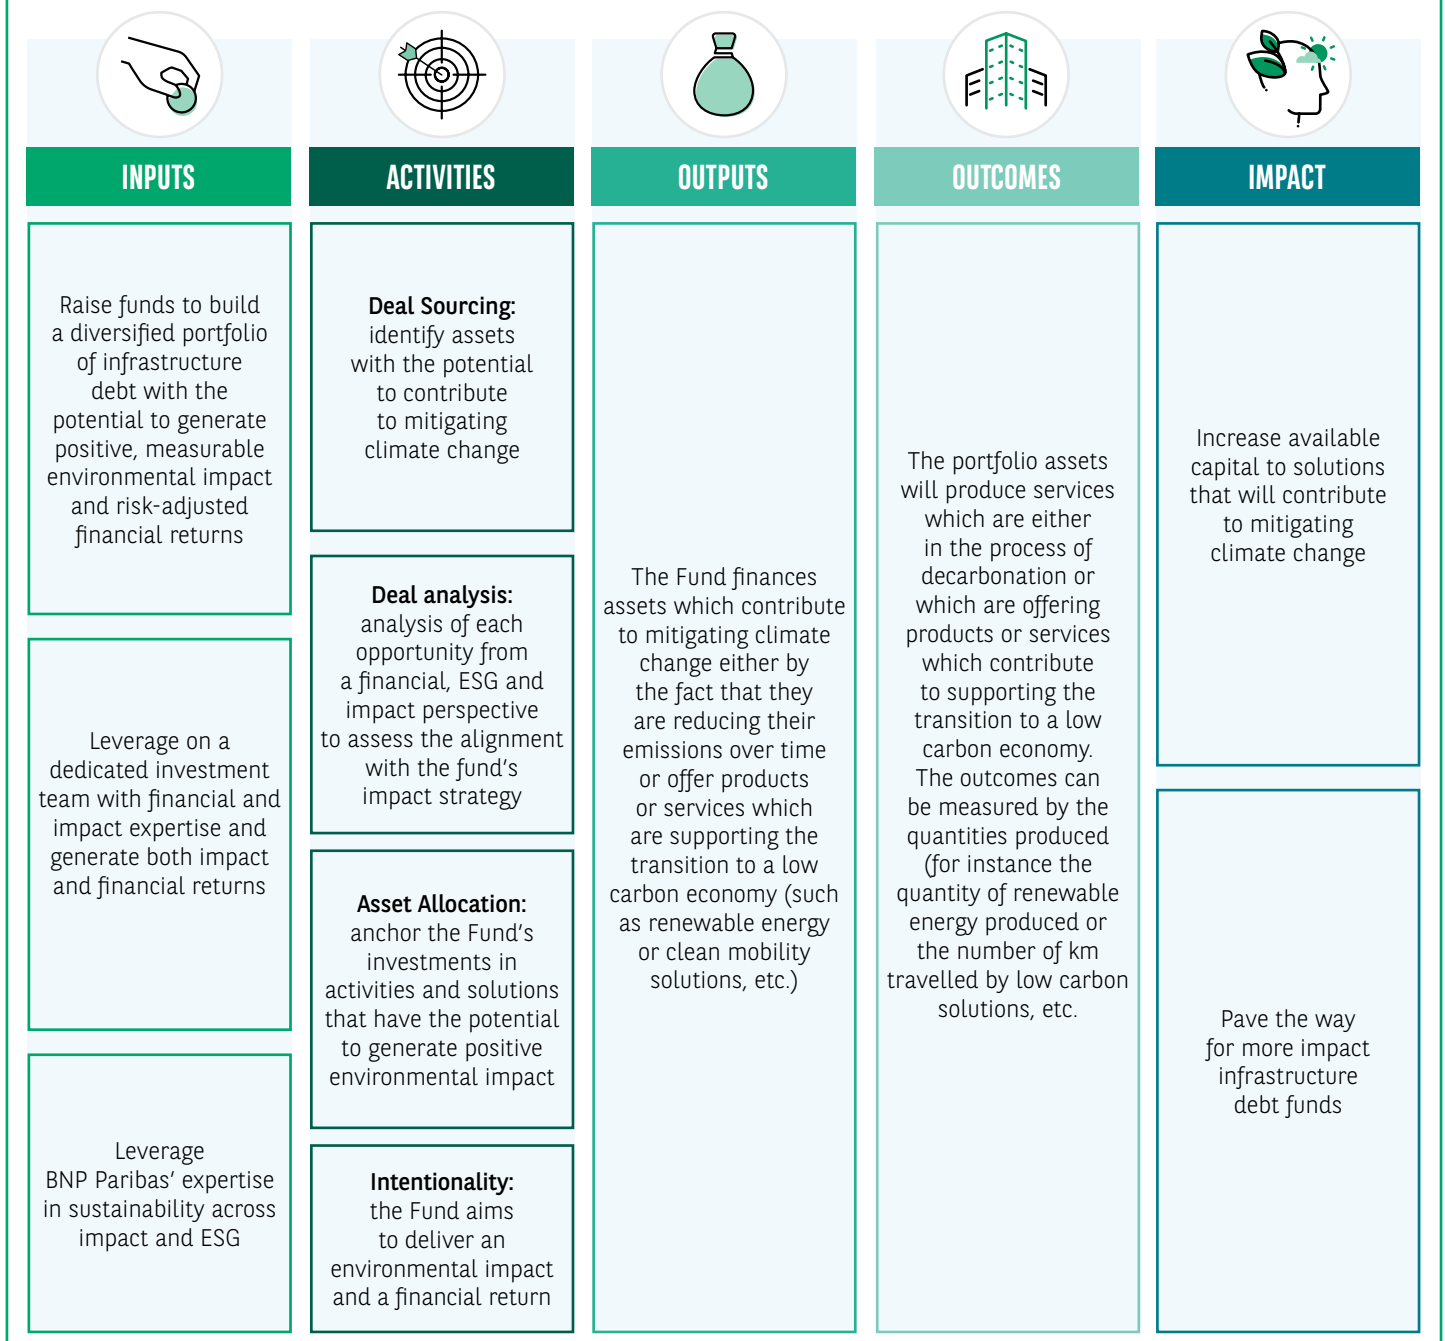 INPUTS
Raise funds to build
a diversified portfolio
of infrastructure
debt with the
potential to generate
positive, measurable
environmental impact
and risk-adjusted
financial returns
Leverage on a
dedicated investment
team with financial and
impact expertise and
generate both impact
and financial returns
Leverage
BNP Paribas’ expertise
in sustainability across
impact and ESG
ACTIVITIES
Deal Sourcing:
identify assets
with the potential
to contribute
to mitigating
climate change
Deal analysis:
analysis of each
opportunity from
a financial, ESG and
impact perspective
to assess the alignment
with the fund’s
impact strategy
Asset Allocation:
anchor the Fund’s
investments in
activities and solutions
that have the potential
to generate positive
environmental impact
Intentionality:
the Fund aims
to deliver an
environmental impact
and a financial return
OUTPUTS
The Fund finances
assets which contribute
to mitigating climate
change either by
the fact that they
are reducing their
emissions over time
or offer products
or services which
are supporting the
transition to a low
carbon economy (such
as renewable energy
or clean mobility
solutions, etc.)
OUTCOMES
The portfolio assets
will produce services
which are either
in the process of
decarbonation or
which are offering
products or services
which contribute
to supporting the
transition to a low
carbon economy.
The outcomes can
be measured by the
quantities produced
(for instance the
quantity of renewable
energy produced or
the number of km
travelled by low carbon
solutions, etc.
IMPACT
Increase available
capital to solutions
that will contribute
to mitigating
climate change
Pave the way
for more impact
infrastructure
debt funds